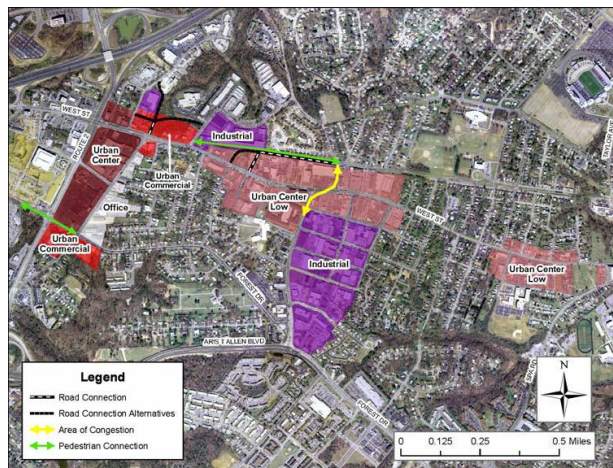 WEST ST
ROUTE 2
TAYLOR AVE
Industrial
Urban
Center
Urban
Commercial
Urban Center
Low
WEST ST
Office
Urban
Commercial
Industrial
Urban Center
Low
FOREST DR
ARIS T ALLEN BLVD
FOREST DR
SPA RD
Legend
Road Connection
Road Connection Alternatives
Area of Congestion
Pedestrian Connection
N
0 0.125 0.25 0.5 Miles